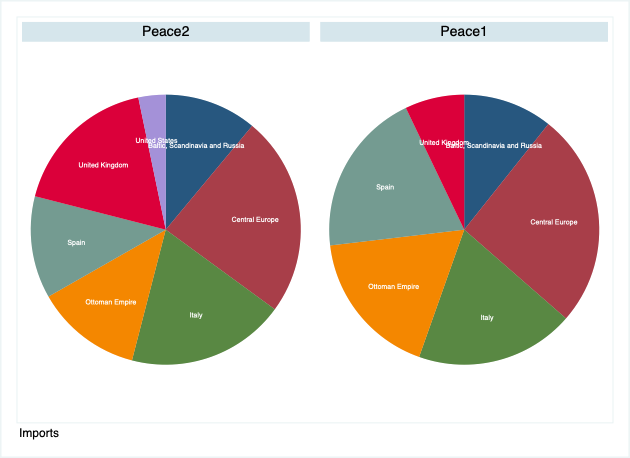 Peace2
Peace1
United States
Baltic, Scandinavia and Russia
United Kingdom
Central Europe
Spain
Ottoman Empire
Italy
United Kingdom
Baltic, Scandinavia and Russia
Spain
Central Europe
Ottoman Empire
Italy
Imports